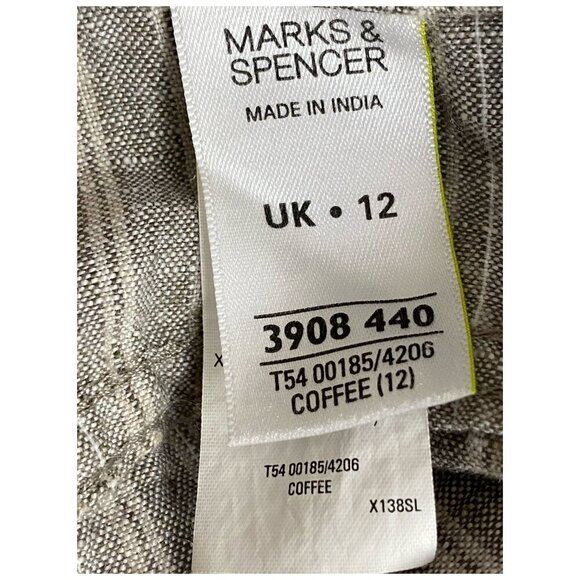 MARKS &
SPENCER
MADE IN INDIA
UK • 12
3908 440
T54 00185/4206
COFFEE (12)
X
T54 00185/4206
COFFEE
X138SL